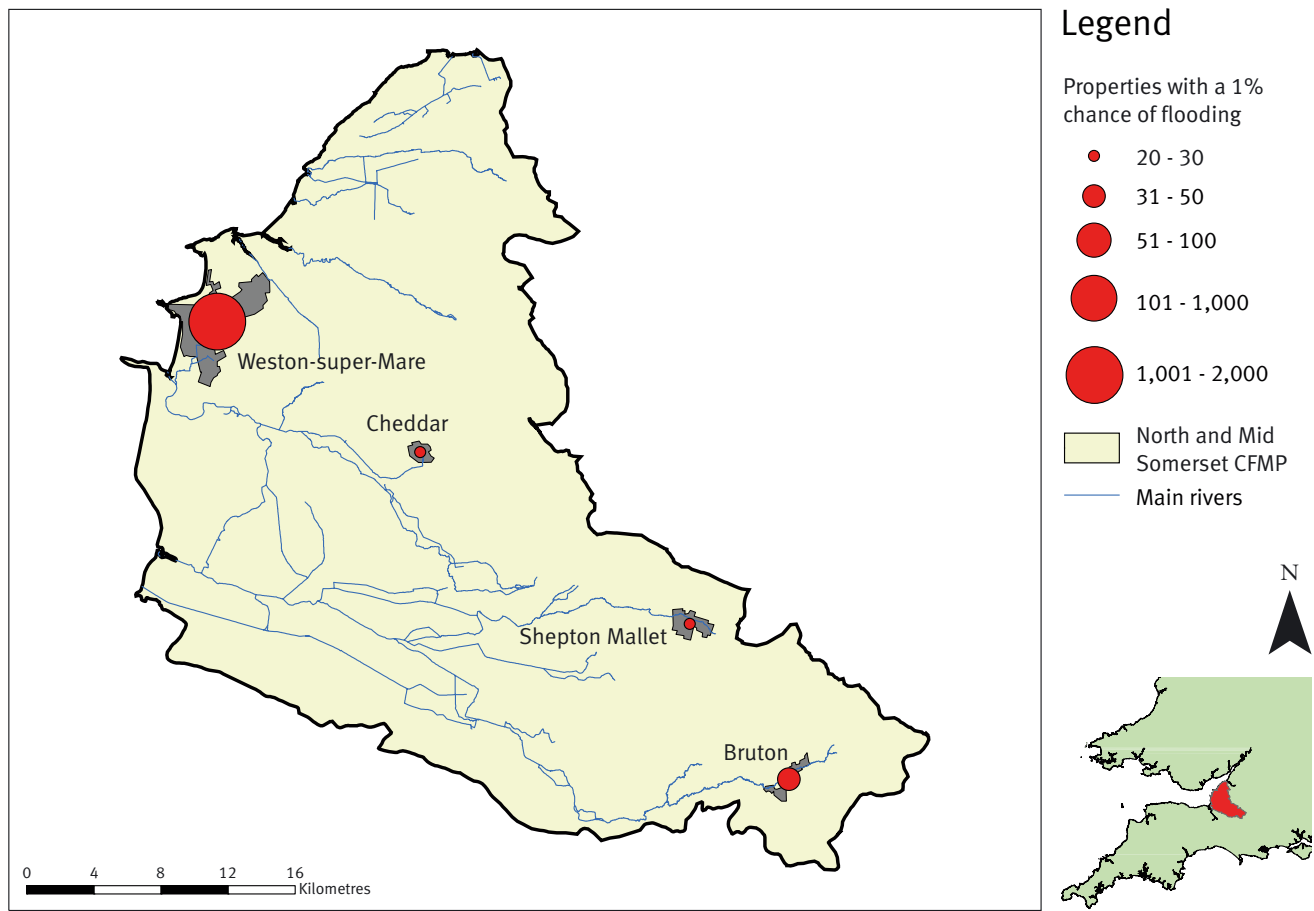 Legend
Properties with a 1%
chance of flooding
20 - 30
31 - 50
51 - 100
101 - 1,000
1,001 - 2,000
North and Mid
Somerset CFMP
Main rivers
Weston-super-Mare
Cheddar
Shepton Mallet
Bruton
N
0 4 8 12 16
Kilometres